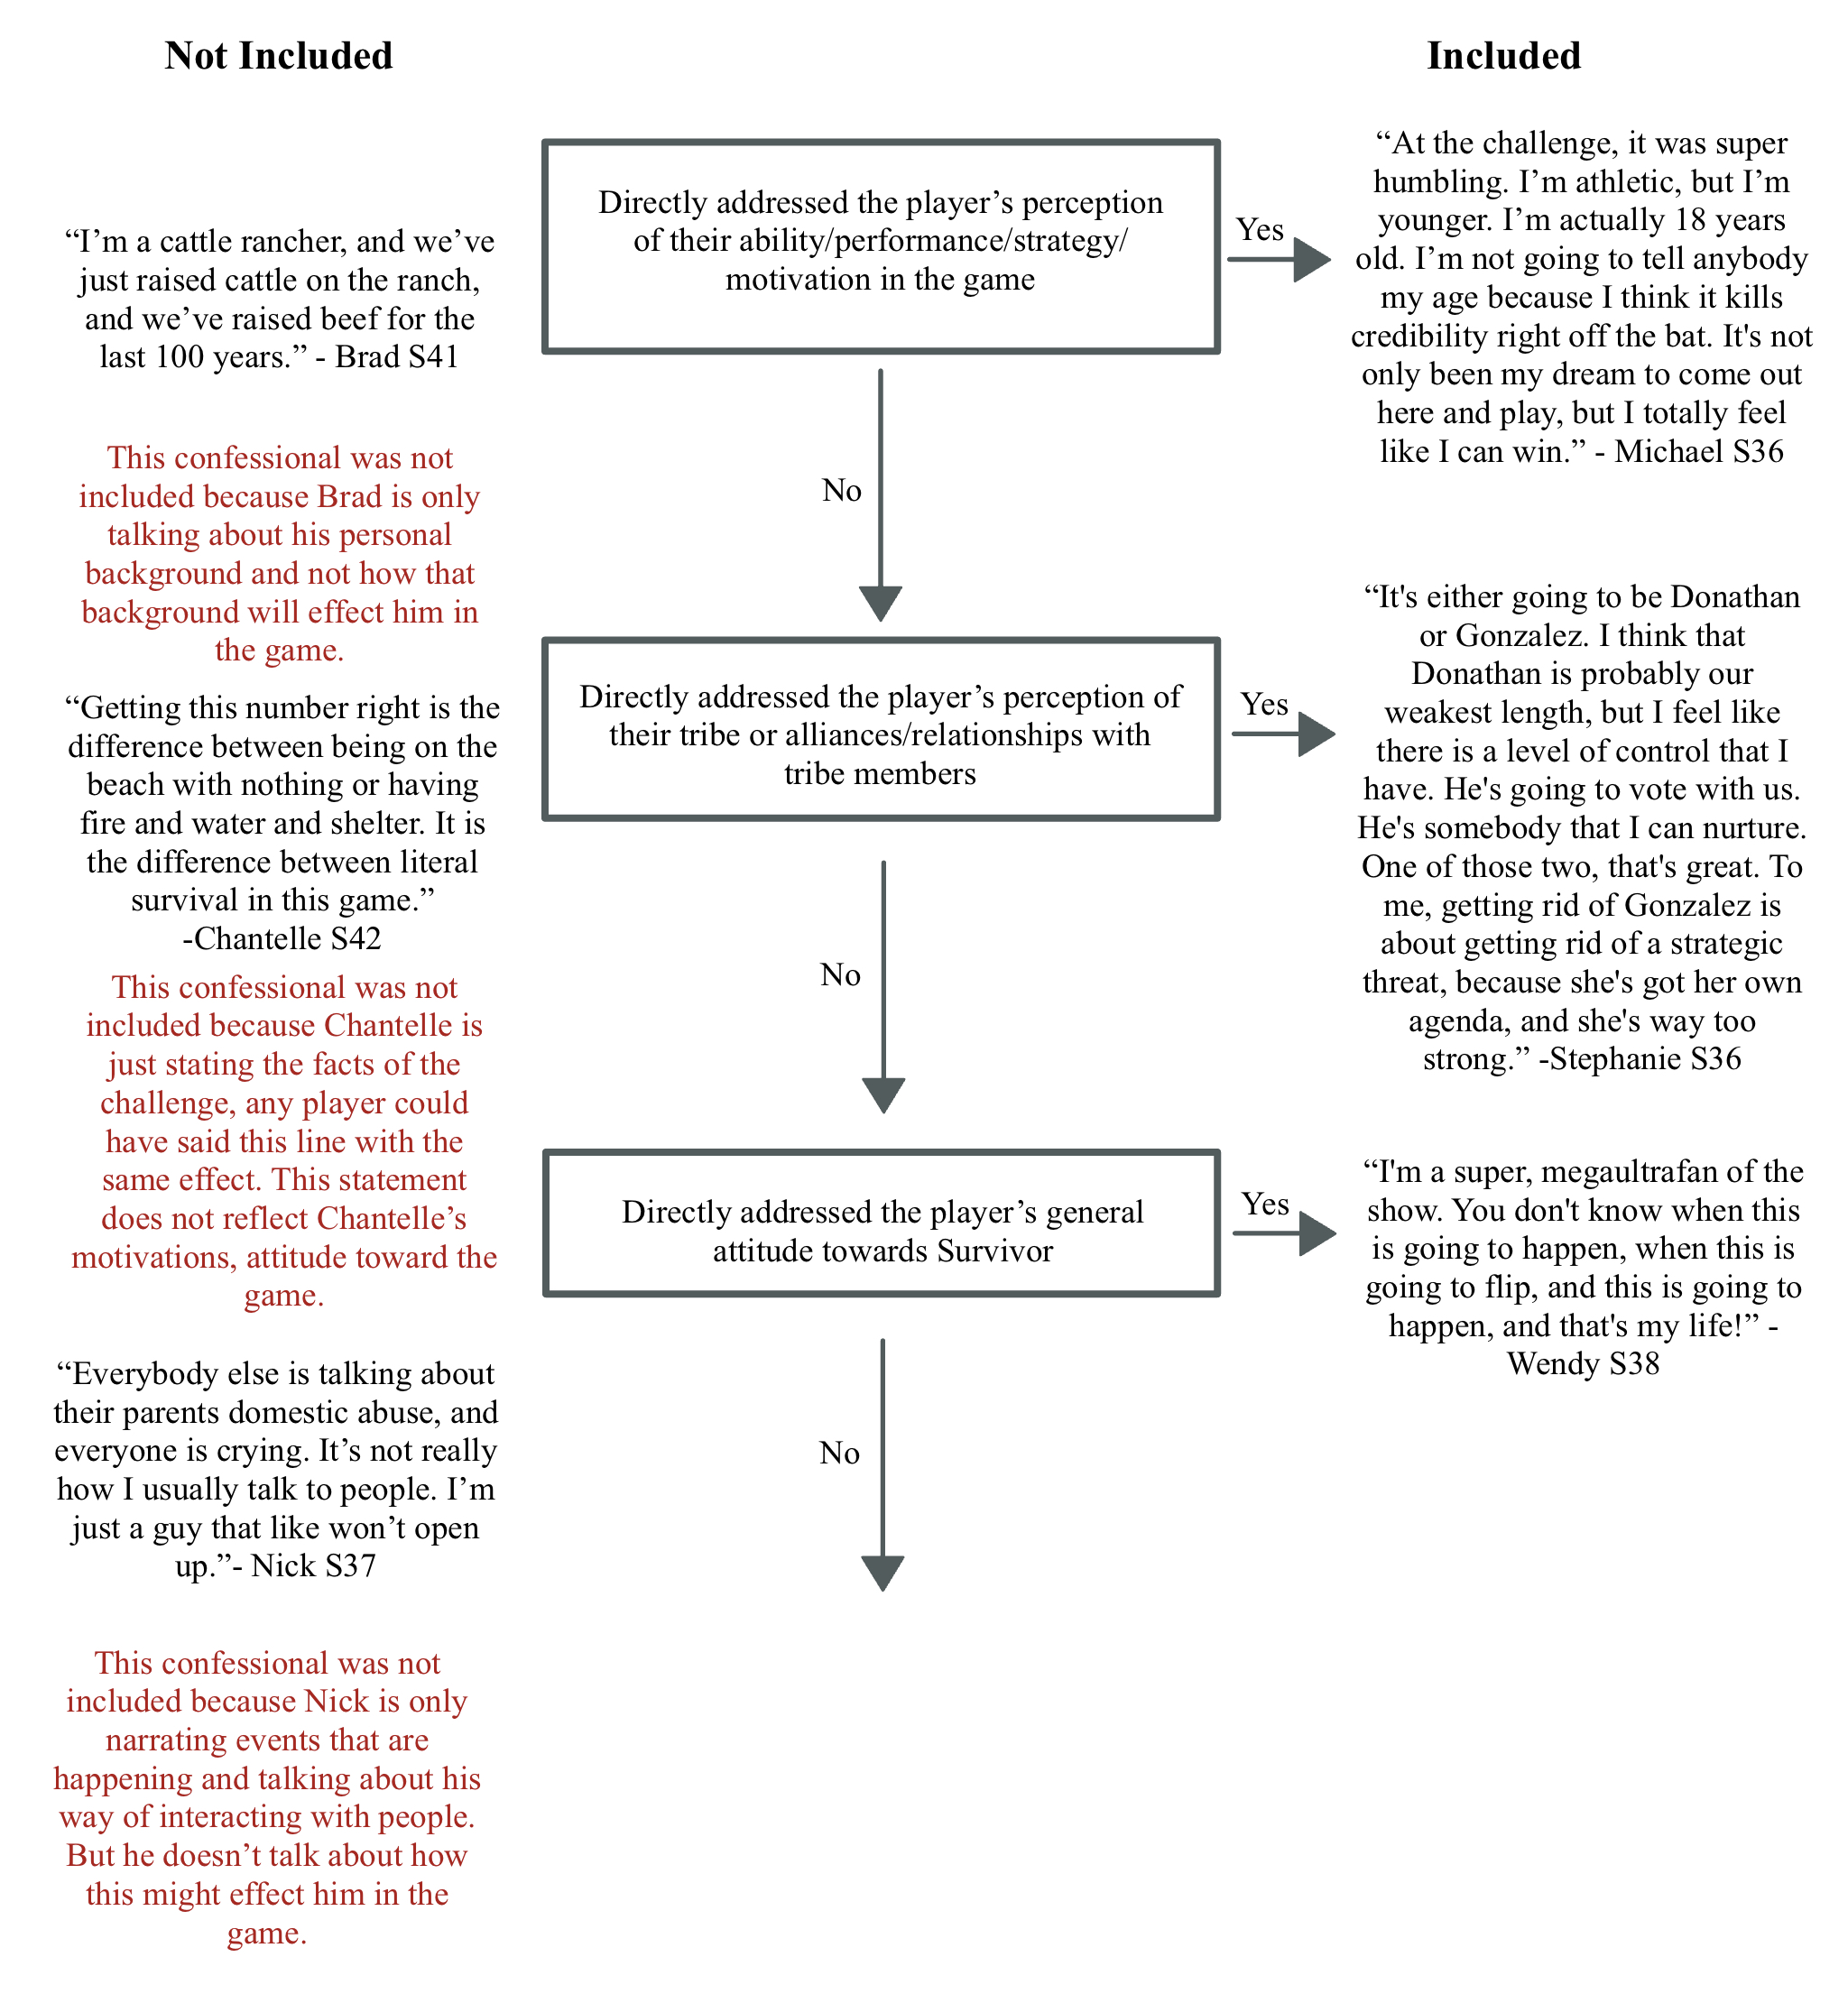 Not Included
Included
“I’m a cattle rancher, and we’ve
just raised cattle on the ranch,
and we’ve raised beef for the
last 100 years.” - Brad S41
This confessional was not
included because Brad is only
talking about his personal
background and not how that
background will effect him in
the game.
“Getting this number right is the
difference between being on the
beach with nothing or having
fire and water and shelter. It is
the difference between literal
survival in this game.”
-Chantelle S42
This confessional was not
included because Chantelle is
just stating the facts of the
challenge, any player could
have said this line with the
same effect. This statement
does not reflect Chantelle’s
motivations, attitude toward the
game.
“Everybody else is talking about
their parents domestic abuse, and
everyone is crying. It’s not really
how I usually talk to people. I’m
just a guy that like won’t open
up.”- Nick S37
This confessional was not
included because Nick is only
narrating events that are
happening and talking about his
way of interacting with people.
But he doesn’t talk about how
this might effect him in the
game.
Directly addressed the player’s perception
of their ability/performance/strategy/
motivation in the game
Yes
No
Directly addressed the player’s perception of
their tribe or alliances/relationships with
tribe members
Yes
No
Directly addressed the player’s general
attitude towards Survivor
Yes
No
“At the challenge, it was super
humbling. I’m athletic, but I’m
younger. I’m actually 18 years
old. I’m not going to tell anybody
my age because I think it kills
credibility right off the bat. It's not
only been my dream to come out
here and play, but I totally feel
like I can win.” - Michael S36
“It's either going to be Donathan
or Gonzalez. I think that
Donathan is probably our
weakest length, but I feel like
there is a level of control that I
have. He's going to vote with us.
He's somebody that I can nurture.
One of those two, that's great. To
me, getting rid of Gonzalez is
about getting rid of a strategic
threat, because she's got her own
agenda, and she's way too
strong.” -Stephanie S36
“I'm a super, megaultrafan of the
show. You don't know when this
is going to happen, when this is
going to flip, and this is going to
happen, and that's my life!” -
Wendy S38